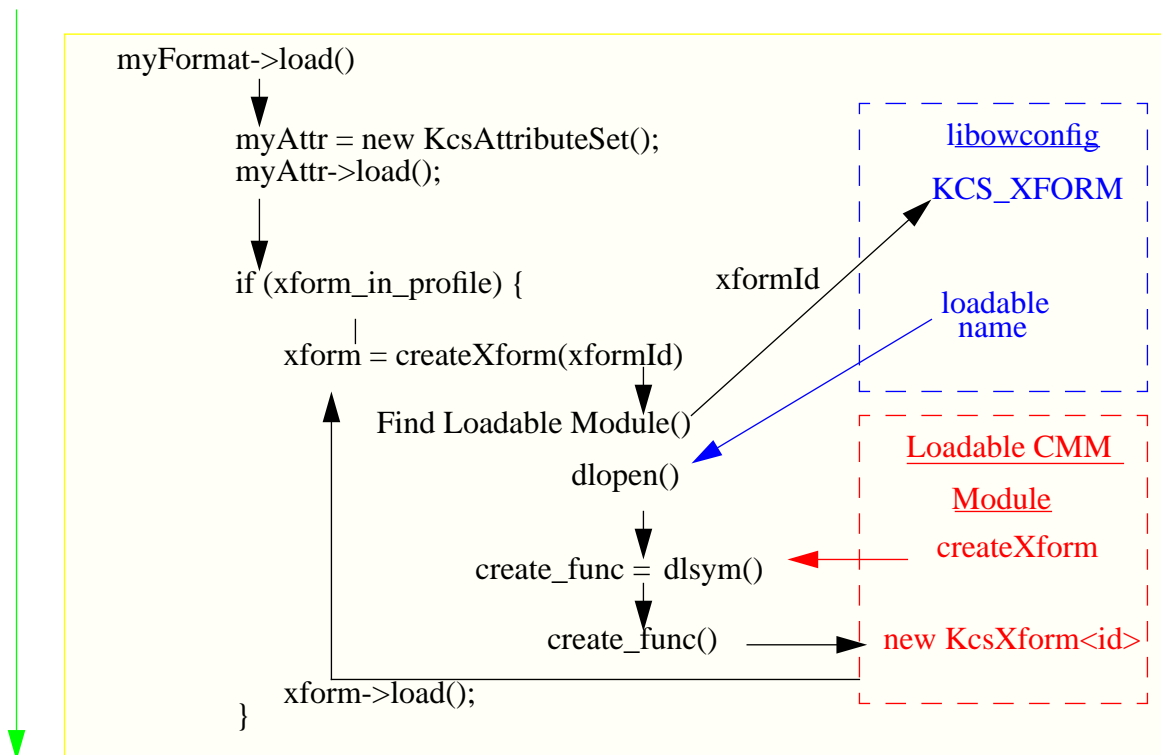 myFormat->load()
myAttr = new KcsAttributeSet();
myAttr->load();
if (xform_in_profile) {
xform = createXform(xformId)
Find Loadable Module()
dlopen()
create_func = dlsym()
create_func()
xform->load();
}
xformId
libowconfig
KCS_XFORM
loadable
name
Loadable CMM
Module
createXform
new KcsXform<id>